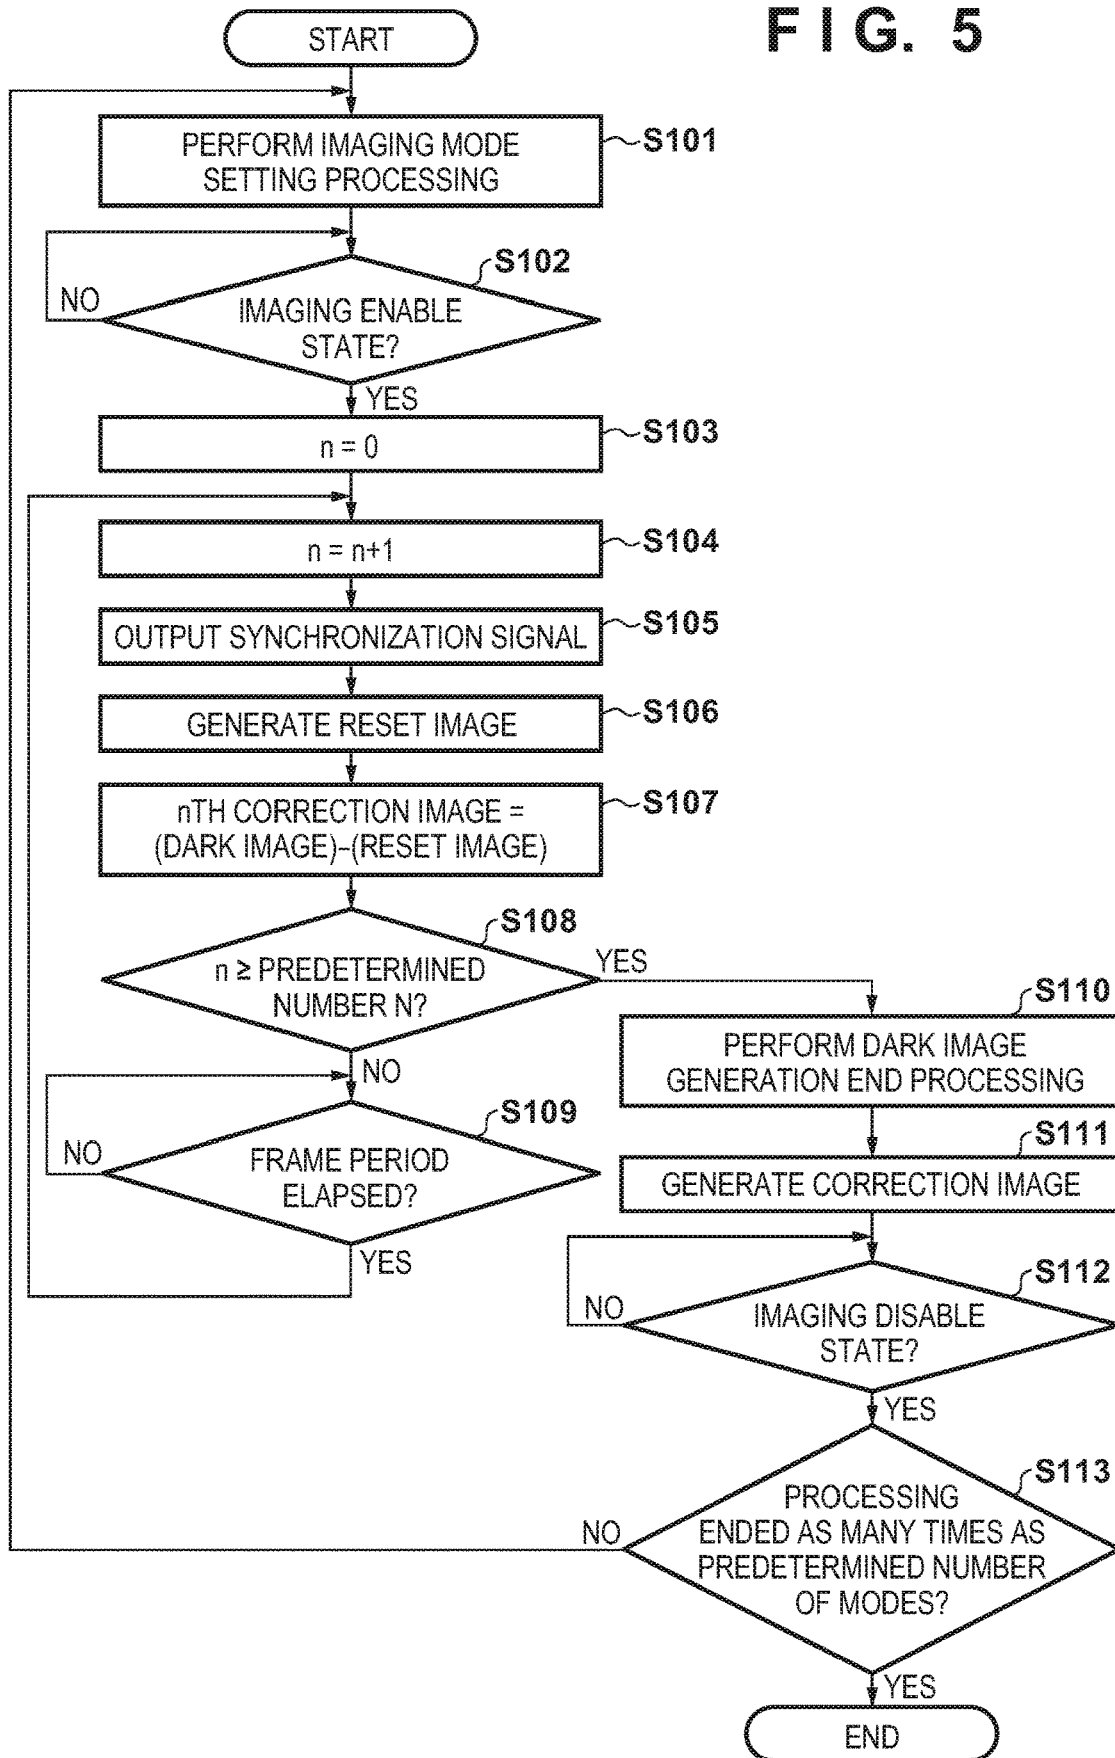 FIG. 5
START
PERFORM IMAGING MODE
SETTING PROCESSING
S101
S102
NO
IMAGING ENABLE
STATE?
YES
n = 0
S103
n = n+1
S104
OUTPUT SYNCHRONIZATION SIGNAL
S105
GENERATE RESET IMAGE
S106
nTH CORRECTION IMAGE =
(DARK IMAGE)–(RESET IMAGE)
S107
S108
n ≥ PREDETERMINED
NUMBER N?
YES
NO
S109
NO
FRAME PERIOD
ELAPSED?
YES
S110
PERFORM DARK IMAGE
GENERATION END PROCESSING
S111
GENERATE CORRECTION IMAGE
S112
NO
IMAGING DISABLE
STATE?
YES
S113
PROCESSING
ENDED AS MANY TIMES AS
PREDETERMINED NUMBER
OF MODES?
NO
YES
END